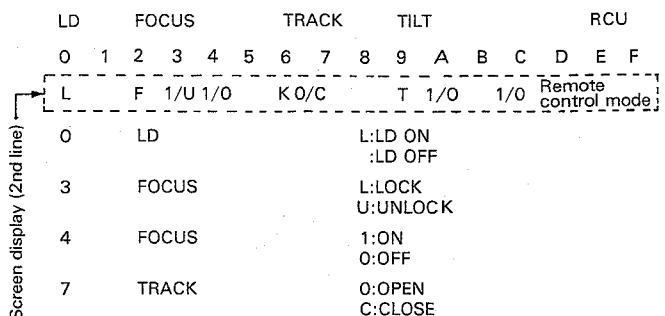 LD FOCUS TRACK TILT RCU
0 1 2 3 4 5 6 7 8 9 A B C D E F
L F 1/U 1/0 K 0/C T 1/0 1/0 Remote control mode
Screen display (2nd line)
0 LD L:LD ON
:LD OFF
3 FOCUS L:LOCK
U:UNLOCK
4 FOCUS 1:ON
0:OFF
7 TRACK 0:OPEN
C:CLOSE